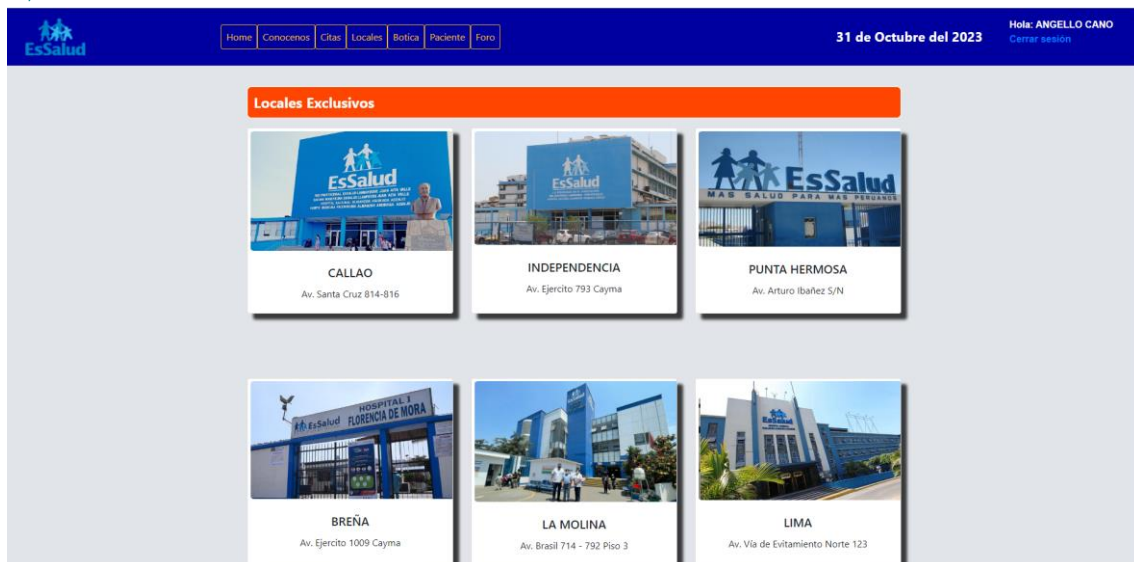 EsSalud
Home Conocenos Citas Locales Botica Paciente Foro
31 de Octubre del 2023
Hola: ANGELLO CANO
Cerrar sesión
Locales Exclusivos
EsSalud
EsSalud
EsSalud
MAS SALUD PARA MAS PERUANOS
CALLAO
Av. Santa Cruz 814-816
INDEPENDENCIA
Av. Ejercito 793 Cayma
PUNTA HERMOSA
Av. Arturo Ibañez S/N
EsSalud
HOSPITAL I
FLORENCIA DE MORA
EsSalud
BREÑA
Av. Ejercito 1009 Cayma
LA MOLINA
Av. Brasil 714 - 792 Piso 3
LIMA
Av. Vía de Evitamiento Norte 123